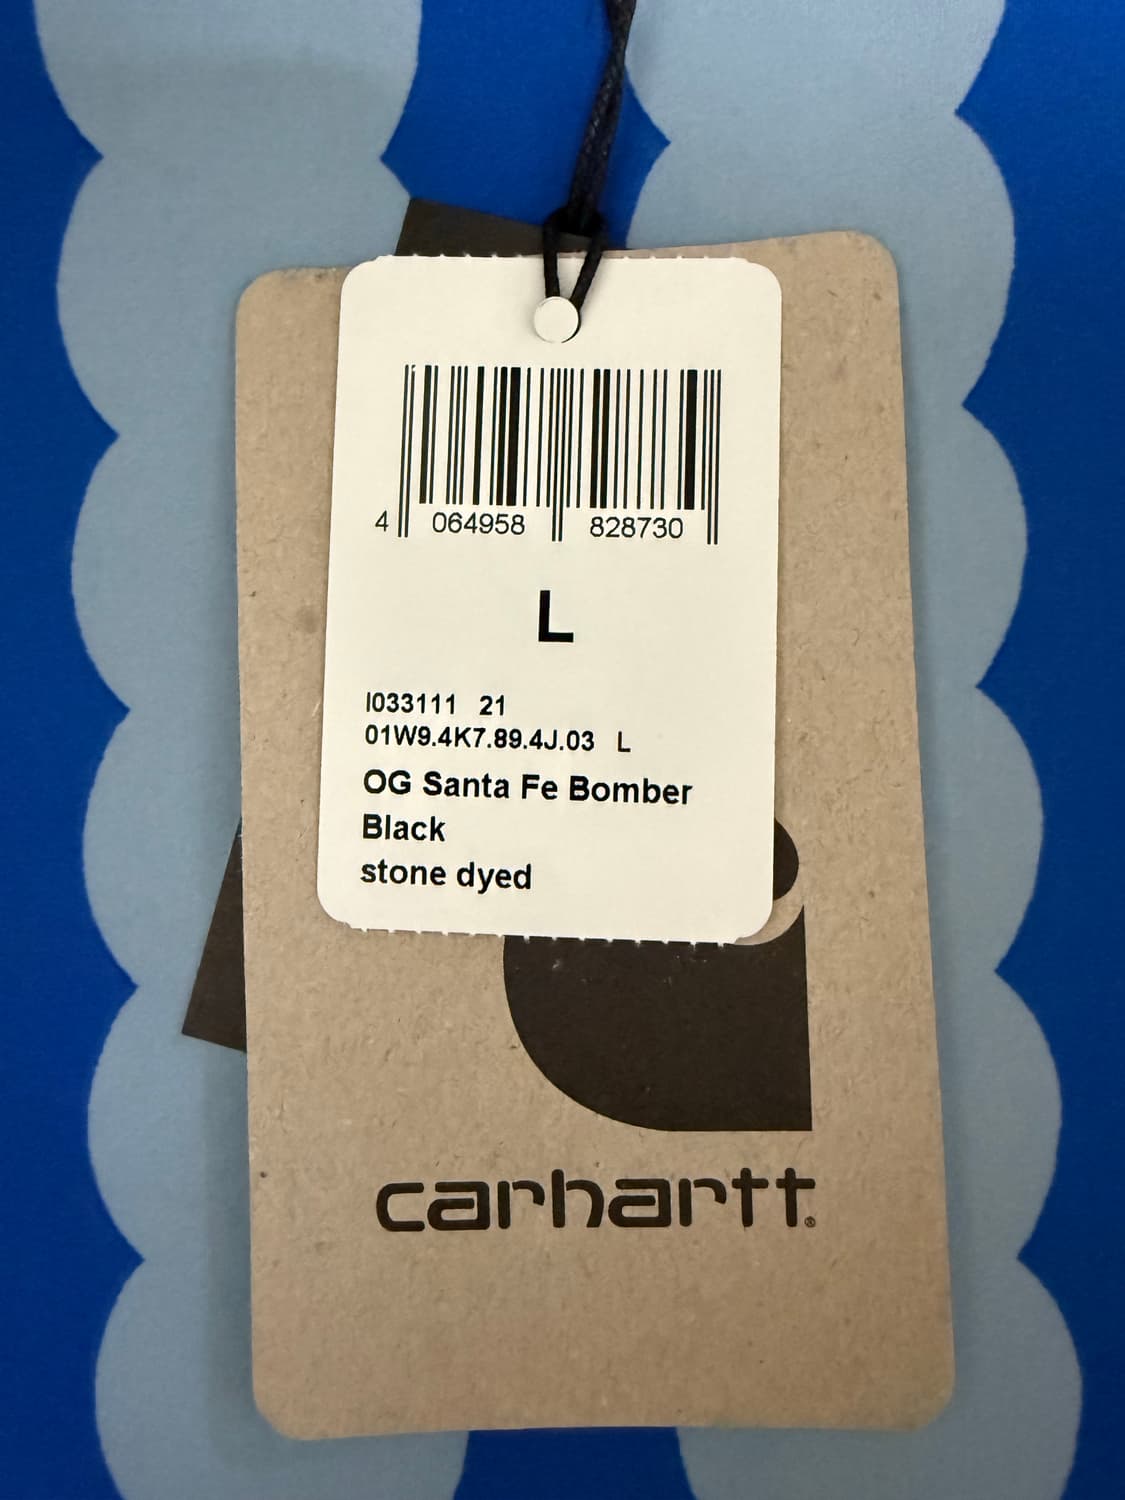 4 064958 828730
L
I033111 21
01W9.4K7.89.4J.03 L
OG Santa Fe Bomber
Black
stone dyed
carhartt®